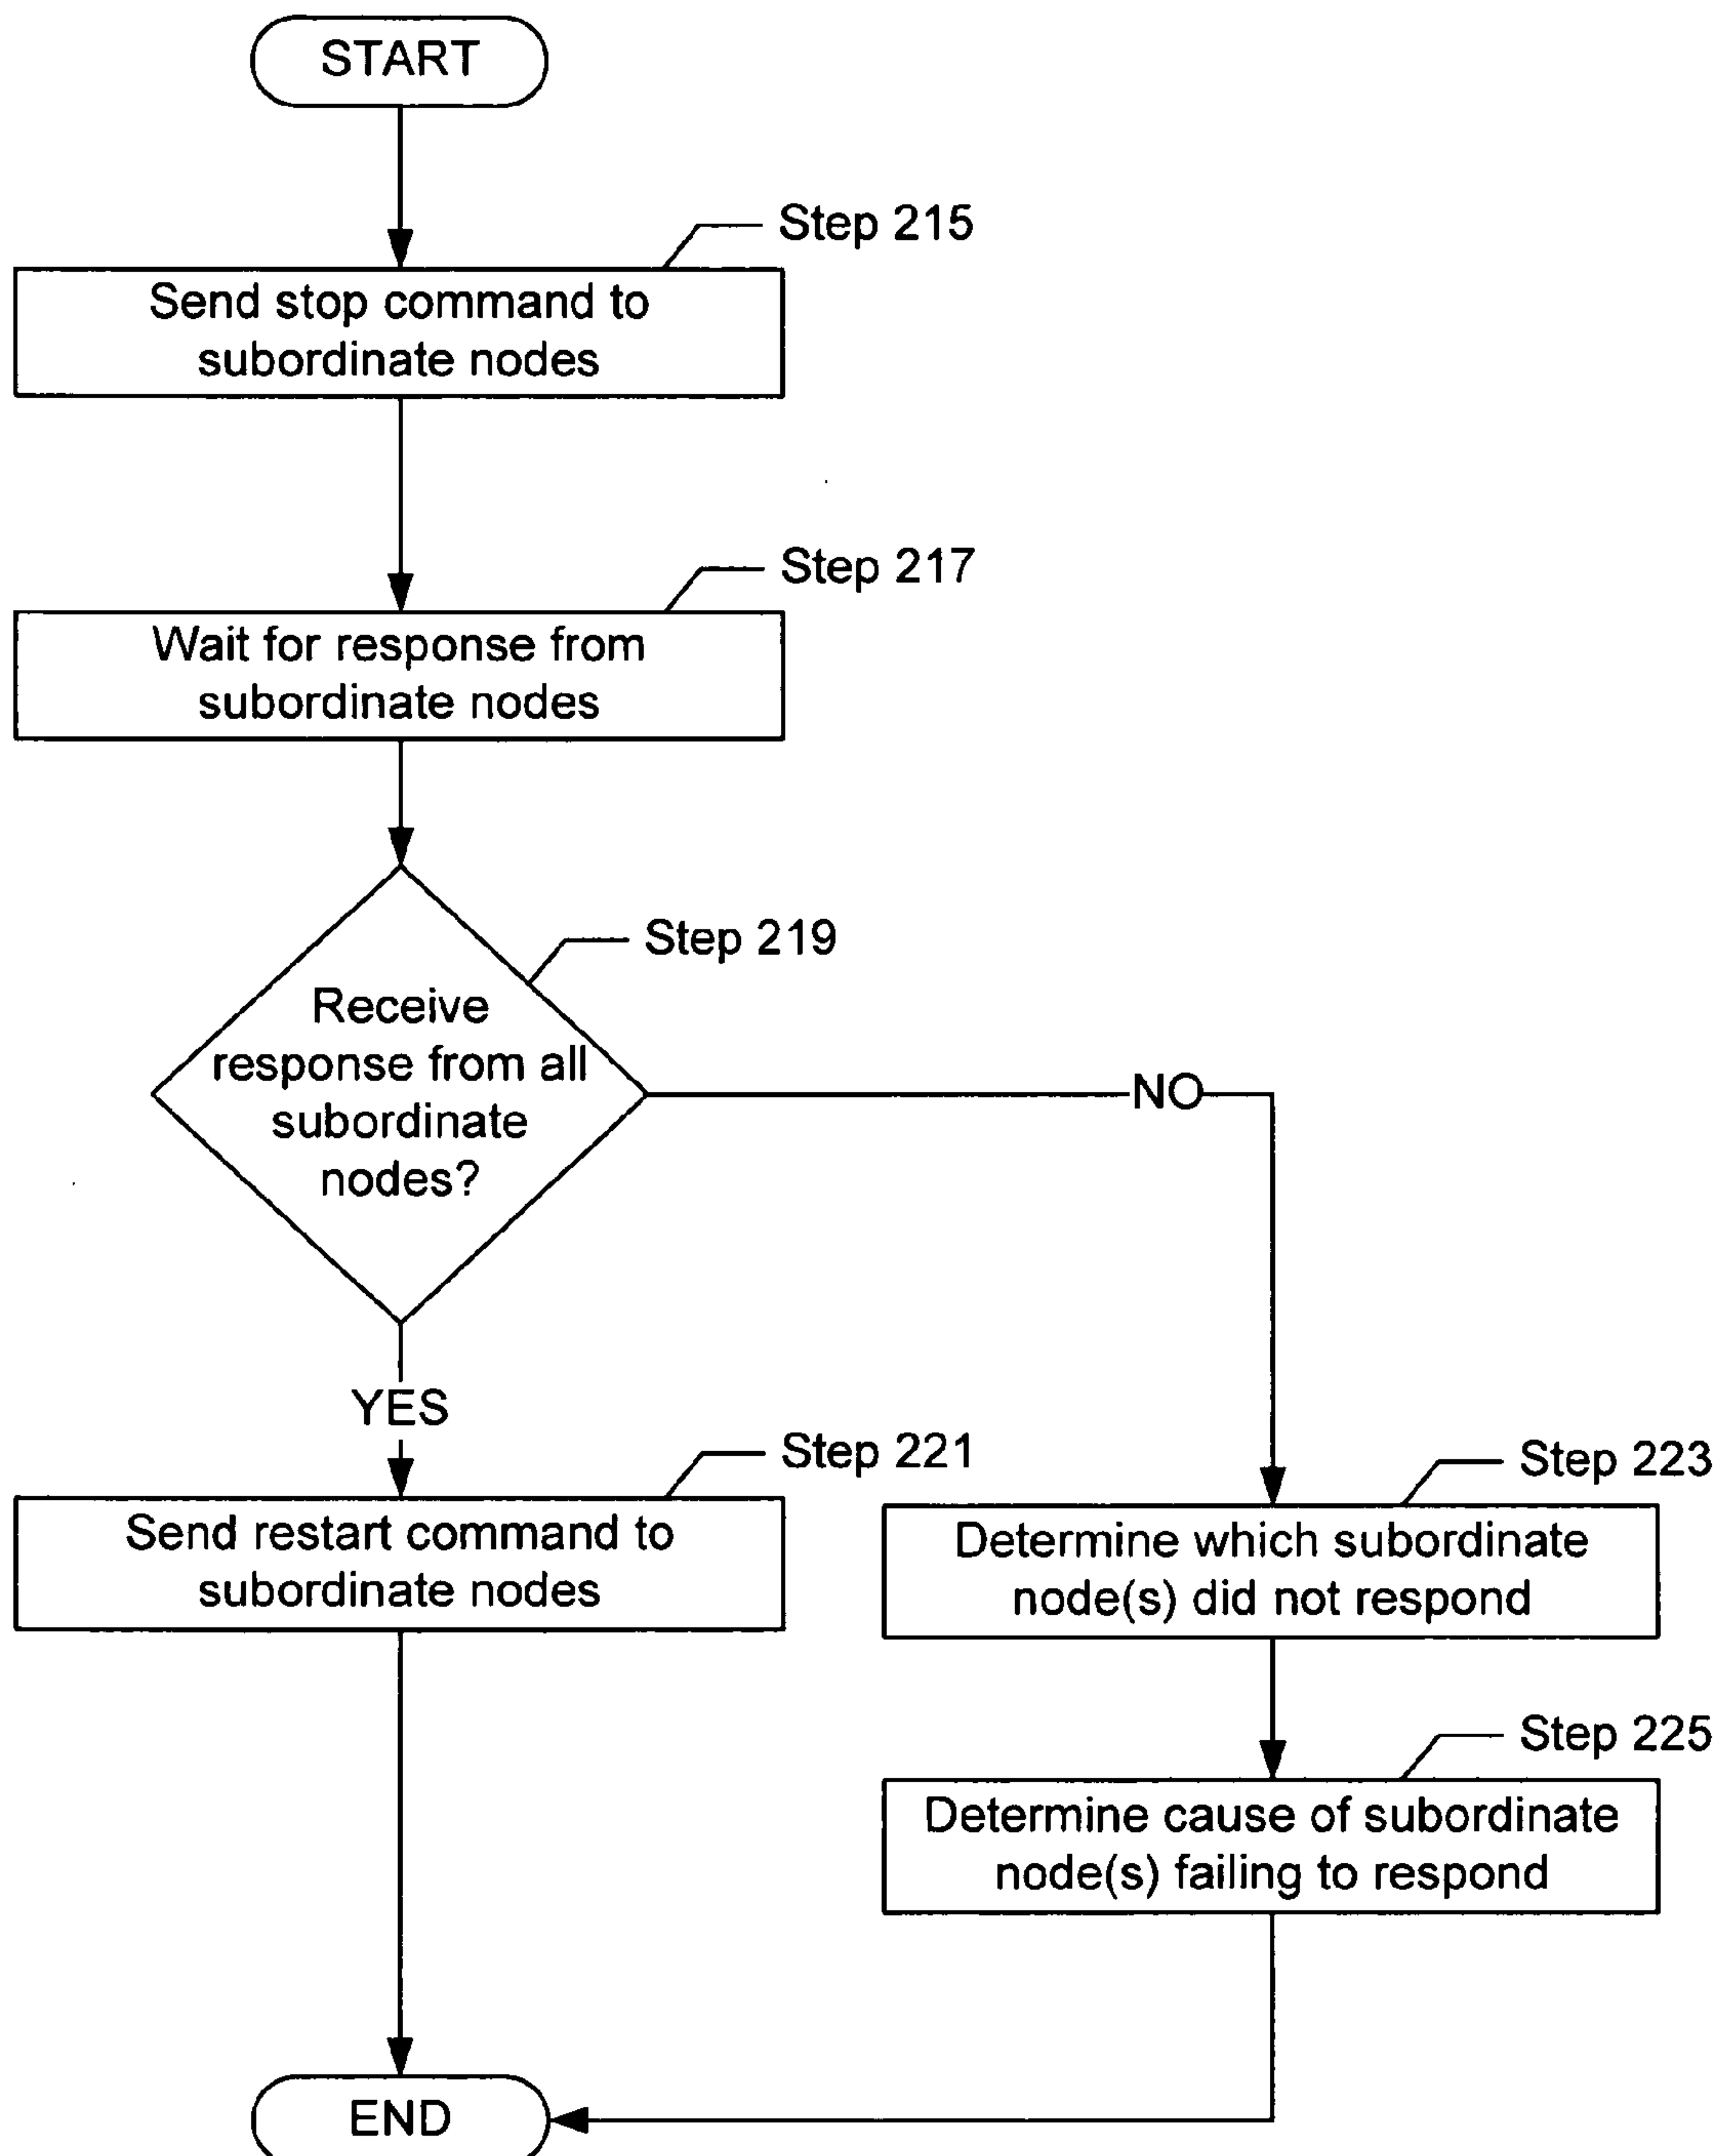 START
Step 215
Send stop command to
subordinate nodes
Step 217
Wait for response from
subordinate nodes
Step 219
Receive
response from all
subordinate
nodes?
NO
YES
Step 221
Send restart command to
subordinate nodes
Step 223
Determine which subordinate
node(s) did not respond
Step 225
Determine cause of subordinate
node(s) failing to respond
END